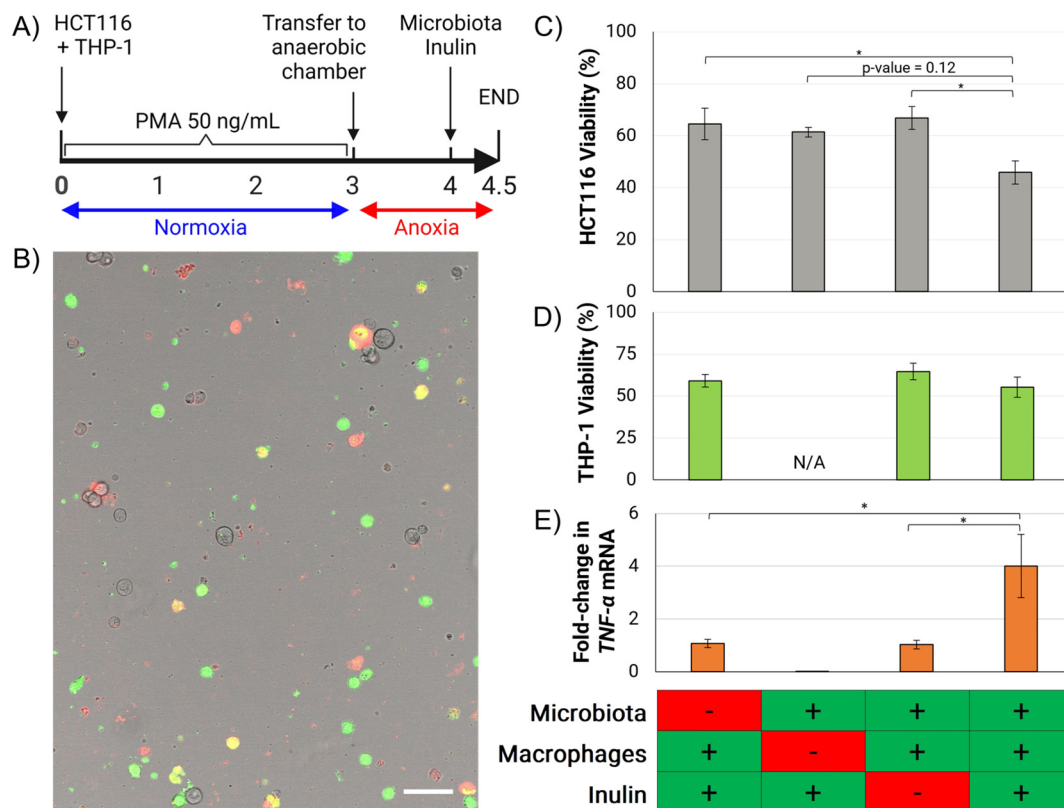 A)
HCT116
+ THP-1
Transfer to
anaerobic
chamber
Microbiota
Inulin
END
PMA 50 ng/mL
0 1 2 3 4 4.5
Normoxia Anoxia
B)
C)
HCT116 Viability (%)
100
80
60
40
20
0
*
p-value = 0.12
*
D)
THP-1 Viability (%)
100
75
50
25
0
N/A
E)
Fold-change in
TNF-α mRNA
6
4
2
0
*
*
Microbiota - + + +
Macrophages + - + +
Inulin + + - +